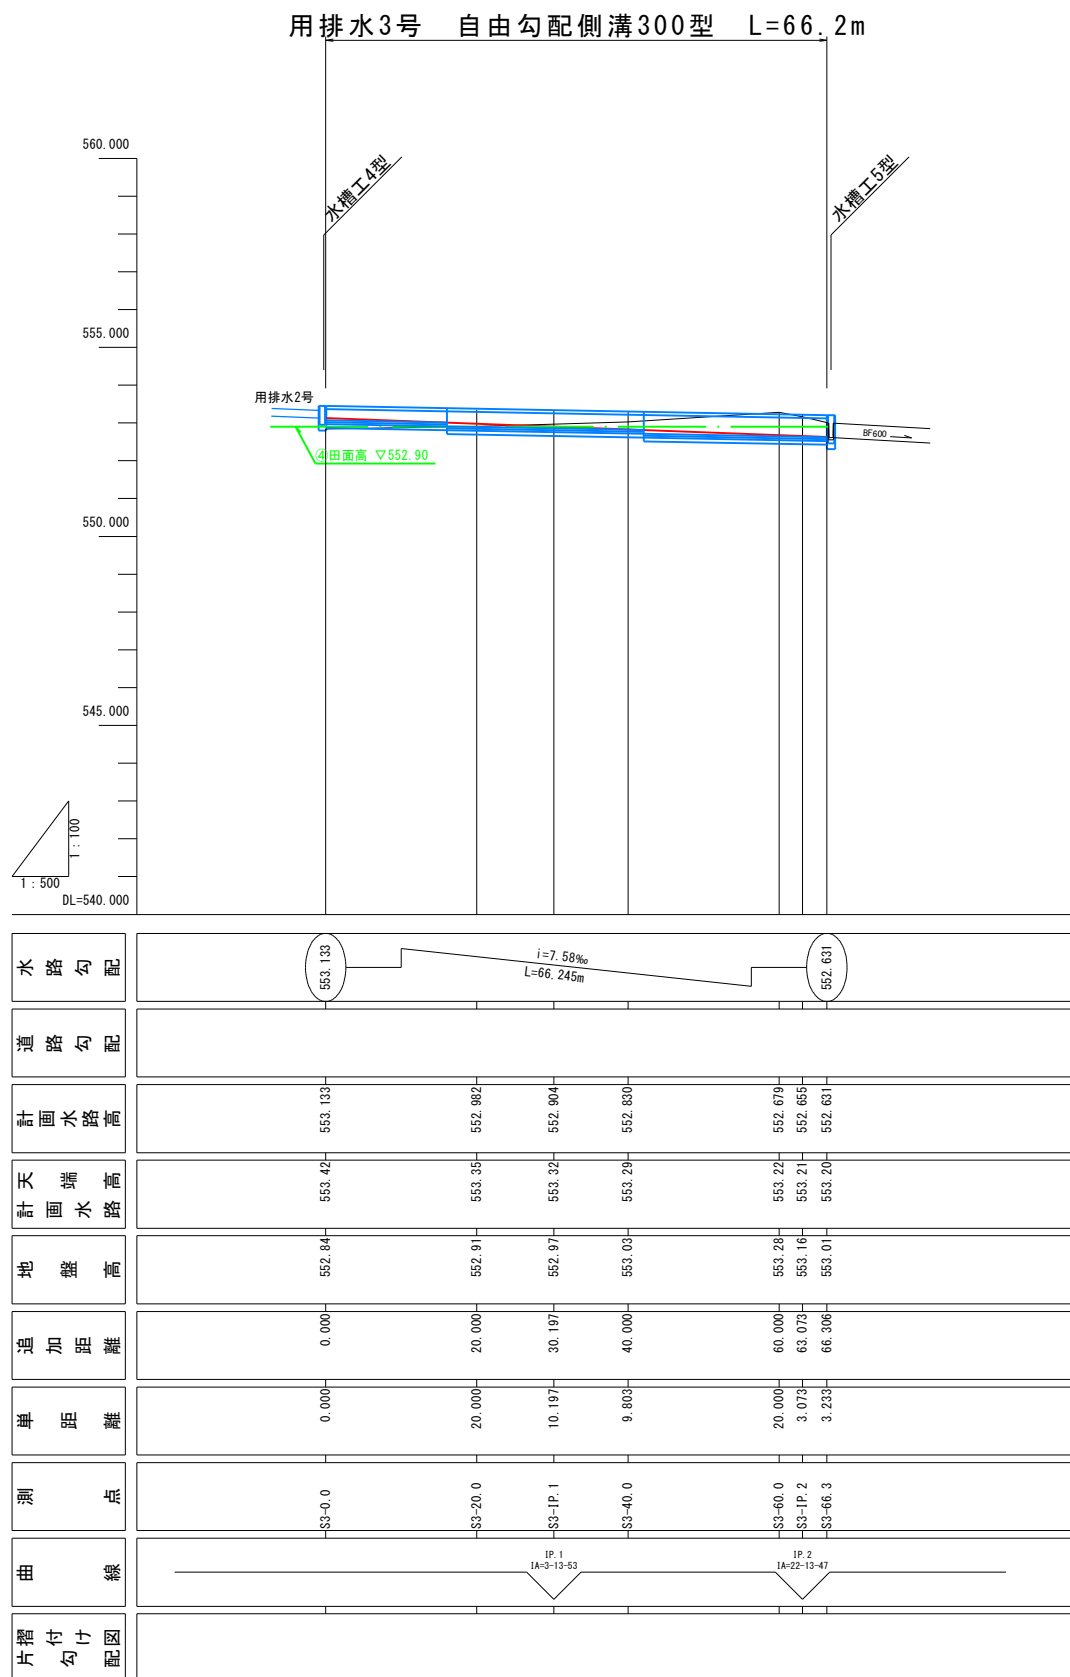 用排水3号　自由勾配側溝300型　L=66.2m
560.000
水槽工4型
水槽工5型
555.000
用排水2号
BF600
④田面高 ▽552.90
550.000
545.000
1：100
1：500
DL=540.000
水路勾配
553.133
i=7.58‰
L=66.245m
552.631
道路勾配
計画水路高
553.133
552.982
552.904
552.830
552.679
552.655
552.631
天端高
計画水路
553.42
553.35
553.32
553.29
553.22
553.21
553.20
地盤高
552.84
552.91
552.97
553.03
553.28
553.16
553.01
追加距離
0.000
20.000
30.197
40.000
60.000
63.073
66.306
単距離
0.000
20.000
10.197
9.803
20.000
3.073
3.233
測点
S3-0.0
S3-20.0
S3-IP.1
S3-40.0
S3-60.0
S3-IP.2
S3-66.3
曲線
IP.1
IA=3-13-53
IP.2
IA=22-13-47
摺付け図
片勾配